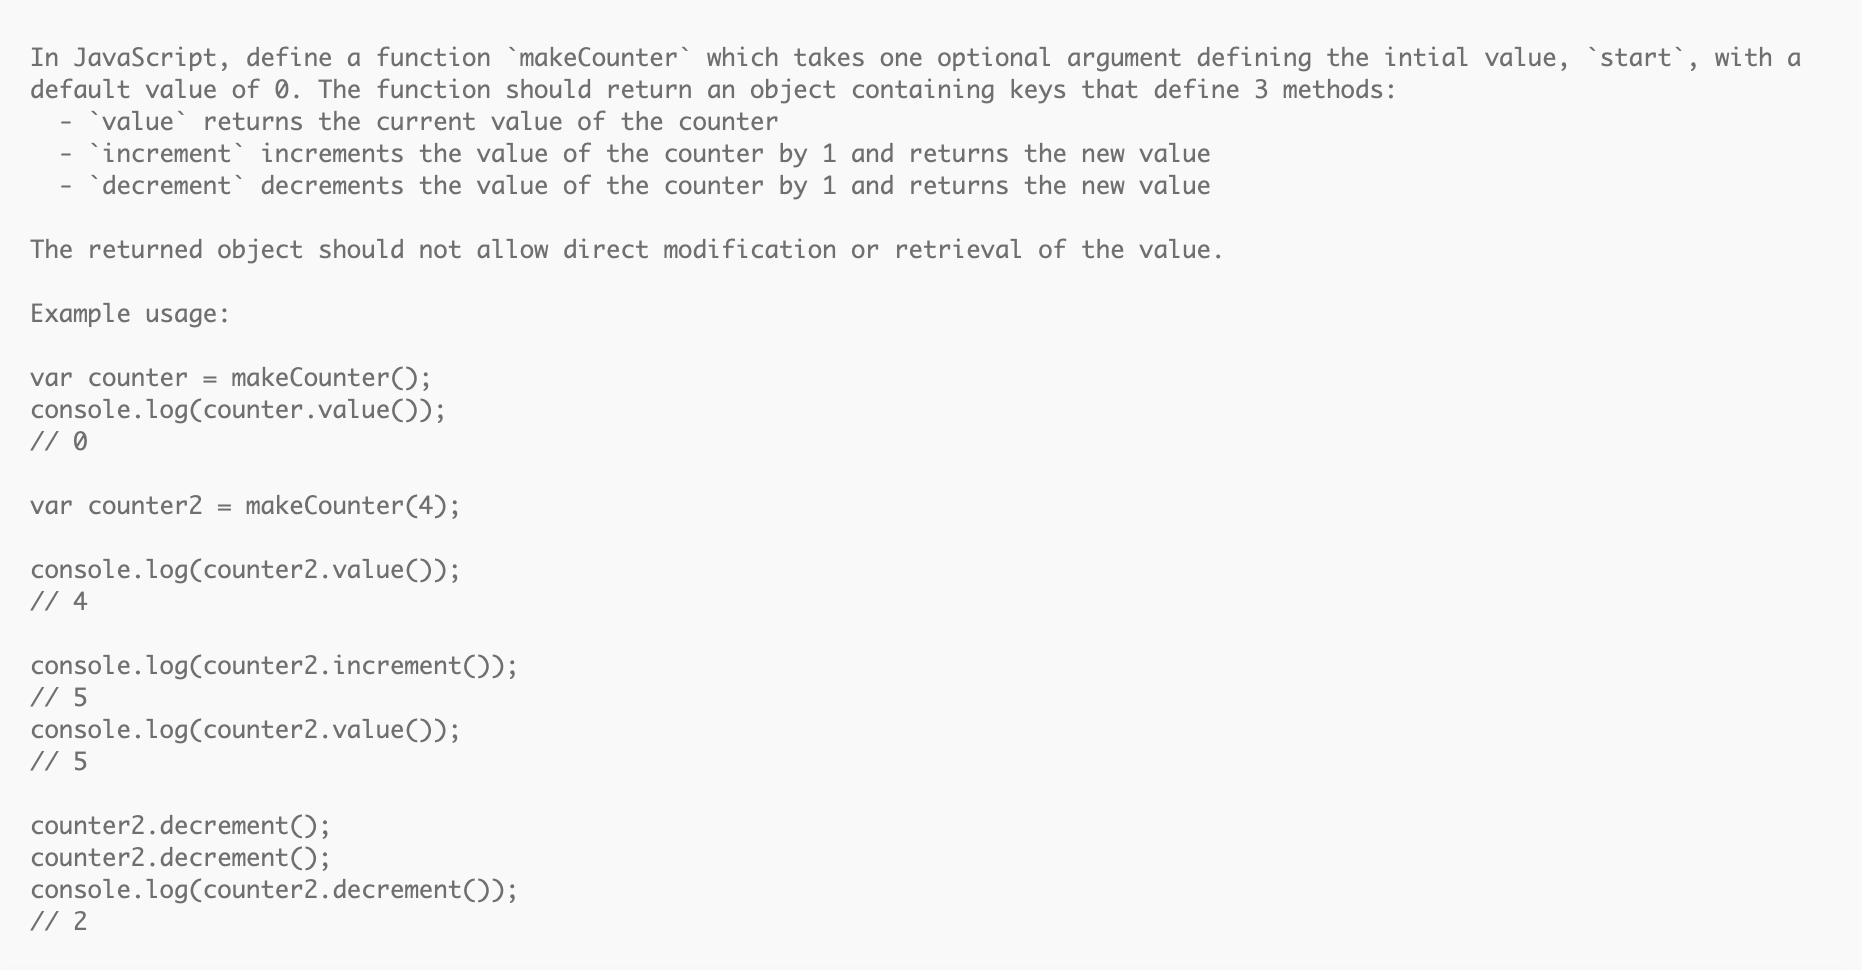 In JavaScript, define a function `makeCounter` which takes one optional argument defining the intial value, `start`, with a
default value of 0. The function should return an object containing keys that define 3 methods:
  - `value` returns the current value of the counter
  - `increment` increments the value of the counter by 1 and returns the new value
  - `decrement` decrements the value of the counter by 1 and returns the new value

The returned object should not allow direct modification or retrieval of the value.

Example usage:

var counter = makeCounter();
console.log(counter.value());
// 0

var counter2 = makeCounter(4);

console.log(counter2.value());
// 4

console.log(counter2.increment());
// 5
console.log(counter2.value());
// 5

counter2.decrement();
counter2.decrement();
console.log(counter2.decrement());
// 2